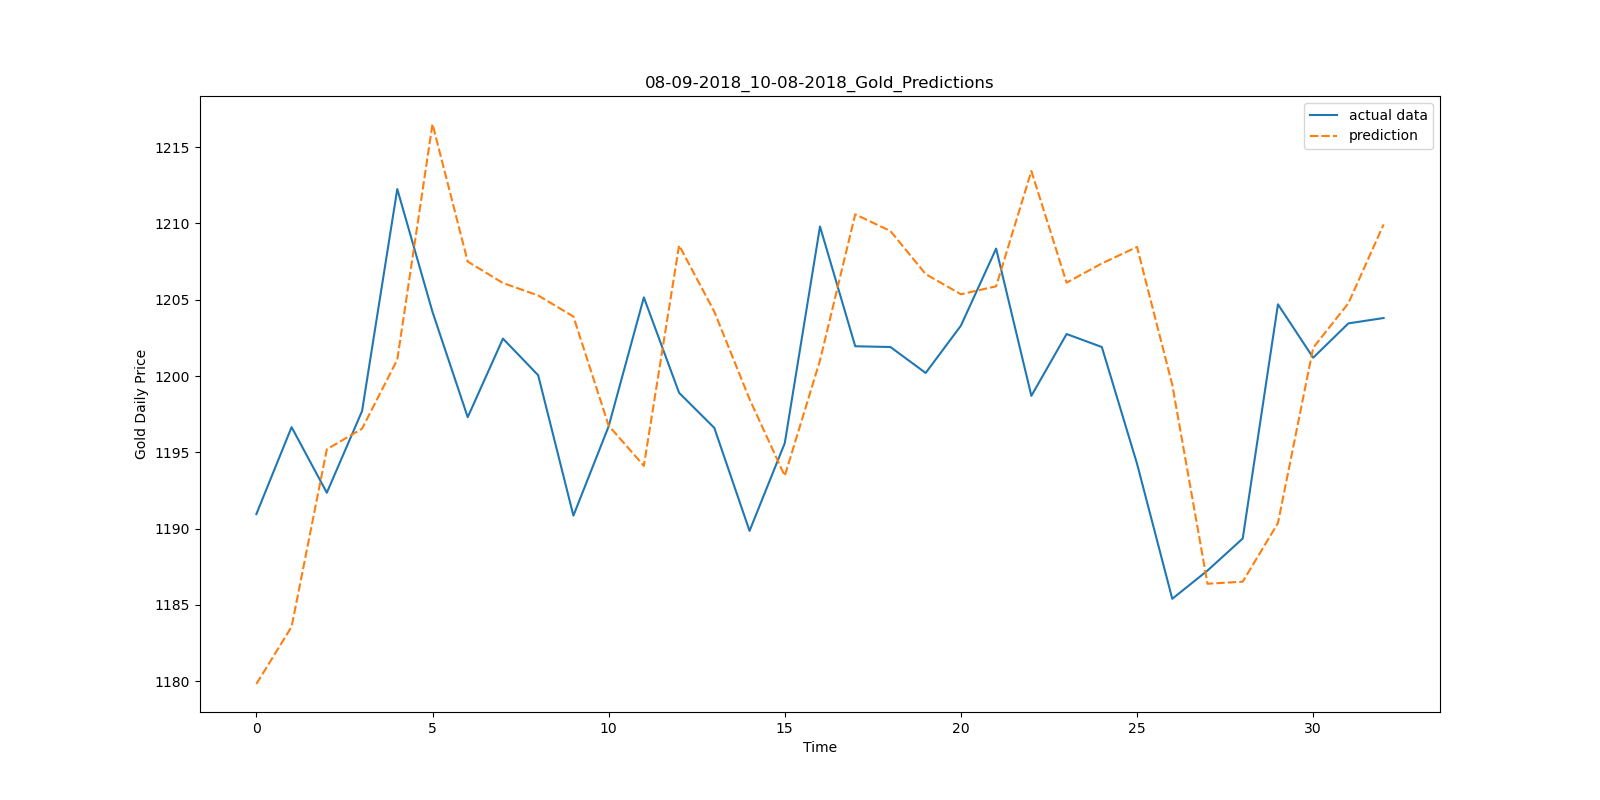 08-09-2018_10-08-2018_Gold_Predictions
actual data
prediction
1215
1210
1205
1200
1195
1190
1185
1180
Gold Daily Price
0 5 10 15 20 25 30
Time